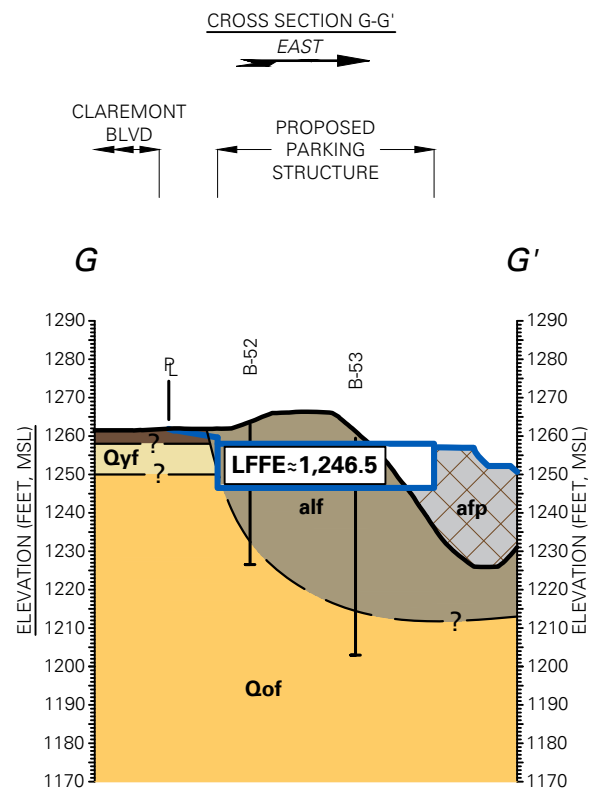 CROSS SECTION G-G'
EAST
CLAREMONT
BLVD
PROPOSED
PARKING
STRUCTURE
G
G'
1290
1280
1270
1260
1250
1240
1230
1220
1210
1200
1190
1180
1170
ELEVATION (FEET, MSL)
PL
B-52
B-53
?
Qyf
?
LFFE≈1,246.5
alf
afp
?
Qof
1290
1280
1270
1260
1250
1240
1230
1220
1210
1200
1190
1180
1170
ELEVATION (FEET, MSL)